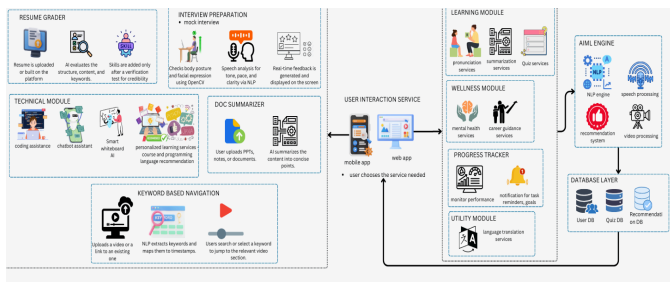 RESUME GRADER
Resume is uploaded
or built on the
platform
AI evaluates the
structure, content, and
keywords.
Skills are added only
after a verification
test for credibility
INTERVIEW PREPARATION
• mock interview
Checks body posture
and facial expression
using OpenCV
Speech analysis for
tone, pace, and
clarity via NLP
Real-time feedback is
generated and
displayed on the screen
TECHNICAL MODULE
coding assistance
chatbot assistant
Smart
whiteboard
AI
personalized learning services
course and programming
language recommendation
DOC SUMMARIZER
User uploads PPTs,
notes, or documents.
AI summarizes the
content into concise
points.
KEYWORD BASED NAVIGATION
Uploads a video or a
link to an existing
one
NLP extracts keywords and
maps them to timestamps.
Users search or select a keyword
to jump to the relevant video
section.
USER INTERACTION SERVICE
mobile app
web app
• user chooses the service needed
LEARNING MODULE
pronunciation
services
summarization
services
Quiz services
WELLNESS MODULE
mental health
services
career guidance
services
PROGRESS TRACKER
monitor performance
notification for task
reminders, goals
UTILITY MODULE
language translation
services
AIML ENGINE
NLP
NLP engine
speech processing
recommendation
system
video processing
DATABASE LAYER
User DB
Quiz DB
Recommendati
on DB